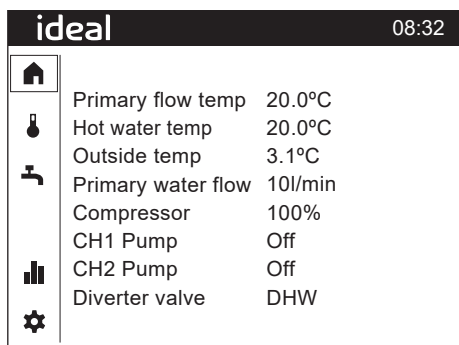 ideal 08:32
Primary flow temp 20.0ºC
Hot water temp 20.0ºC
Outside temp 3.1ºC
Primary water flow 10l/min
Compressor 100%
CH1 Pump Off
CH2 Pump Off
Diverter valve DHW